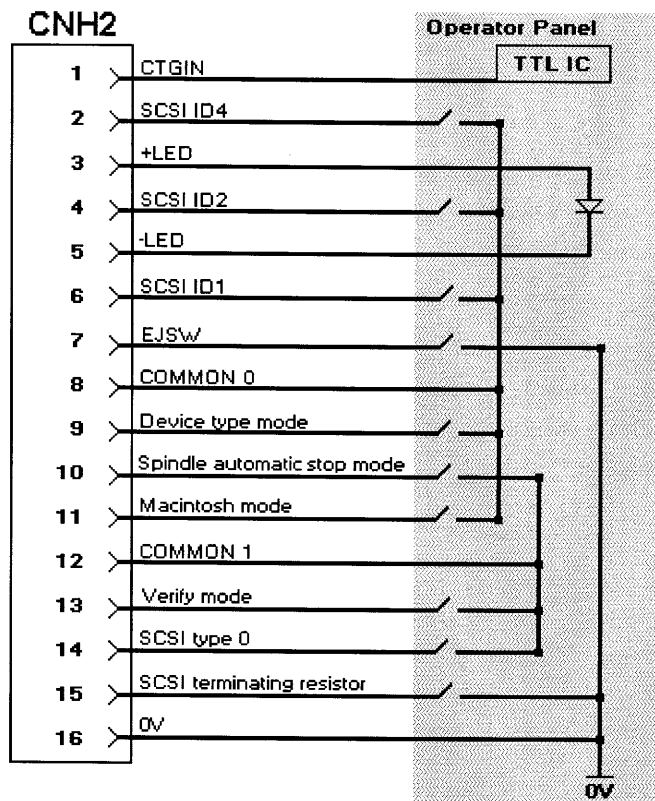 CNH2
Operator Panel
TTL IC
1 CTGIN
2 SCSI ID4
3 +LED
4 SCSI ID2
5 -LED
6 SCSI ID1
7 EJSW
8 COMMON 0
9 Device type mode
10 Spindle automatic stop mode
11 Macintosh mode
12 COMMON 1
13 Verify mode
14 SCSI type 0
15 SCSI terminating resistor
16 0V
0V